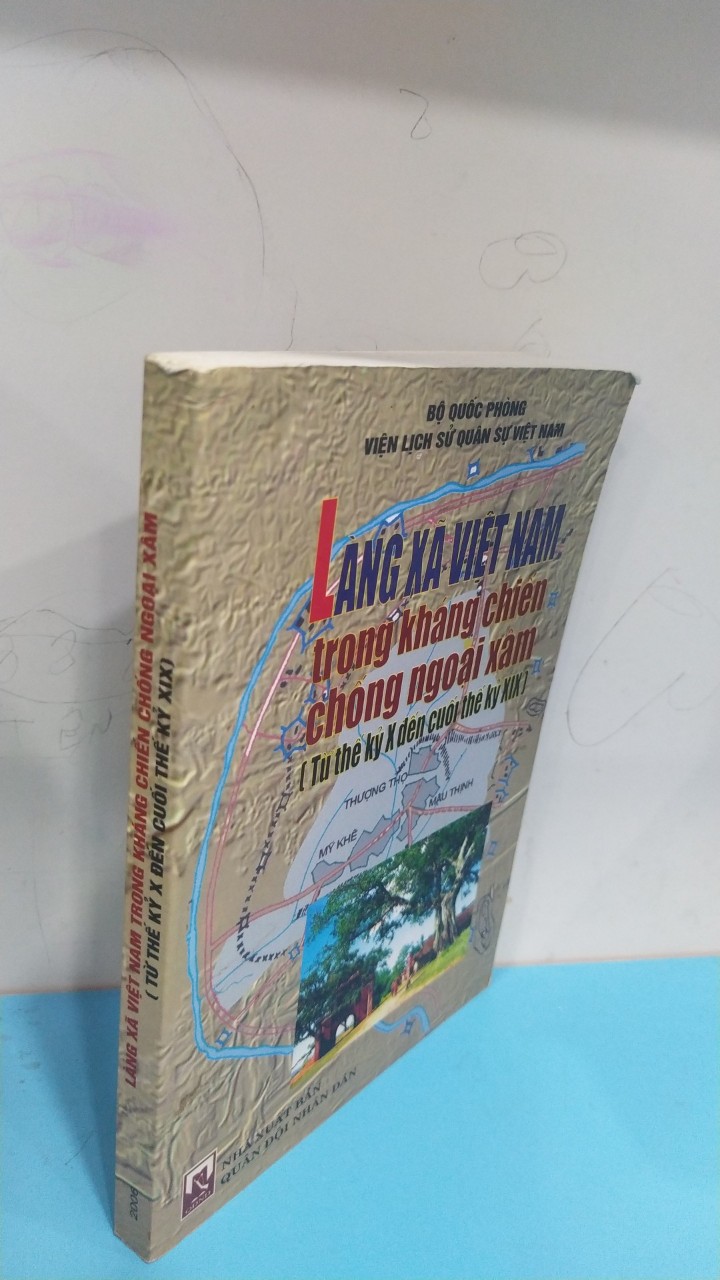 BỘ QUỐC PHÒNG
VIỆN LỊCH SỬ QUÂN SỰ VIỆT NAM
LÀNG XÃ VIỆT NAM
trong kháng chiến
chống ngoại xâm
( Từ thế kỷ X đến cuối thế kỷ XIX )
THƯỢNG THỌ
MẬU THỊNH
MỸ KHÊ
NHÀ XUẤT BẢN
QUÂN ĐỘI NHÂN DÂN
LÀNG XÃ VIỆT NAM TRONG KHÁNG CHIẾN CHỐNG NGOẠI XÂM
( TỪ THẾ KỶ X ĐẾN CUỐI THẾ KỶ XIX)
2006